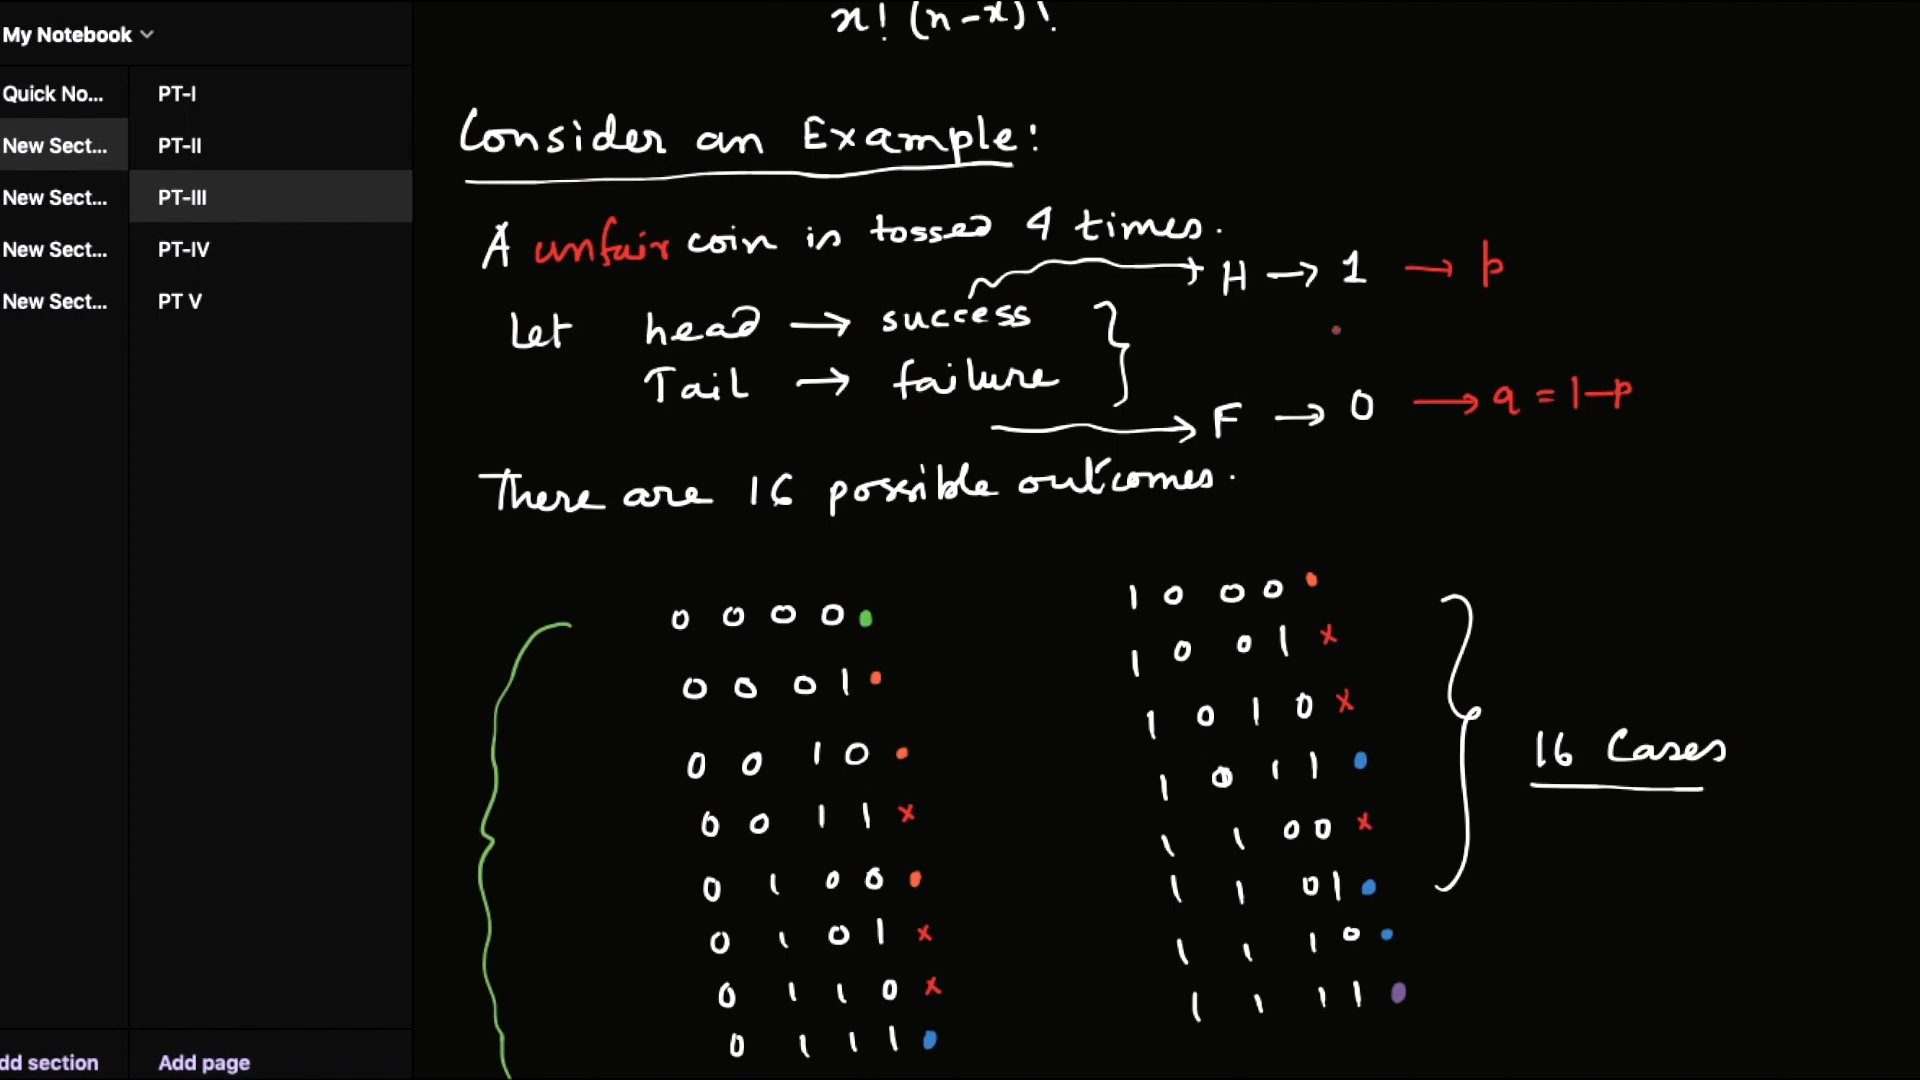 My Notebook
Quick No...
New Sect...
New Sect...
New Sect...
New Sect...
PT-I
PT-II
PT-III
PT-IV
PT V
dd section
Add page
x! (n-x)!
Consider an Example:
A unfair coin is tossed 4 times.
Let head → success
Tail → failure
H → 1 → p
F → 0 → q = 1-p
There are 16 possible outcomes.
0 0 0 0
0 0 0 1
0 0 1 0
0 0 1 1 x
0 1 0 0
0 1 0 1 x
0 1 1 0 x
0 1 1 1
1 0 0 0
1 0 0 1 x
1 0 1 0 x
1 0 1 1
1 1 0 0 x
1 1 0 1
1 1 1 0
1 1 1 1
16 Cases